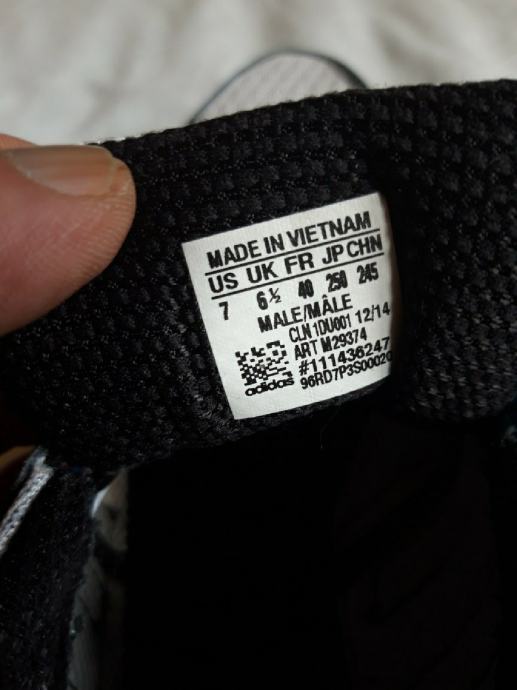 MADE IN VIETNAM
US UK FR JP CHN
7 6½ 40 250 245
MALE/MÂLE
CLN 1DU001 12/14
ART M29374
#111436247
96RD7P3S0002
adidas